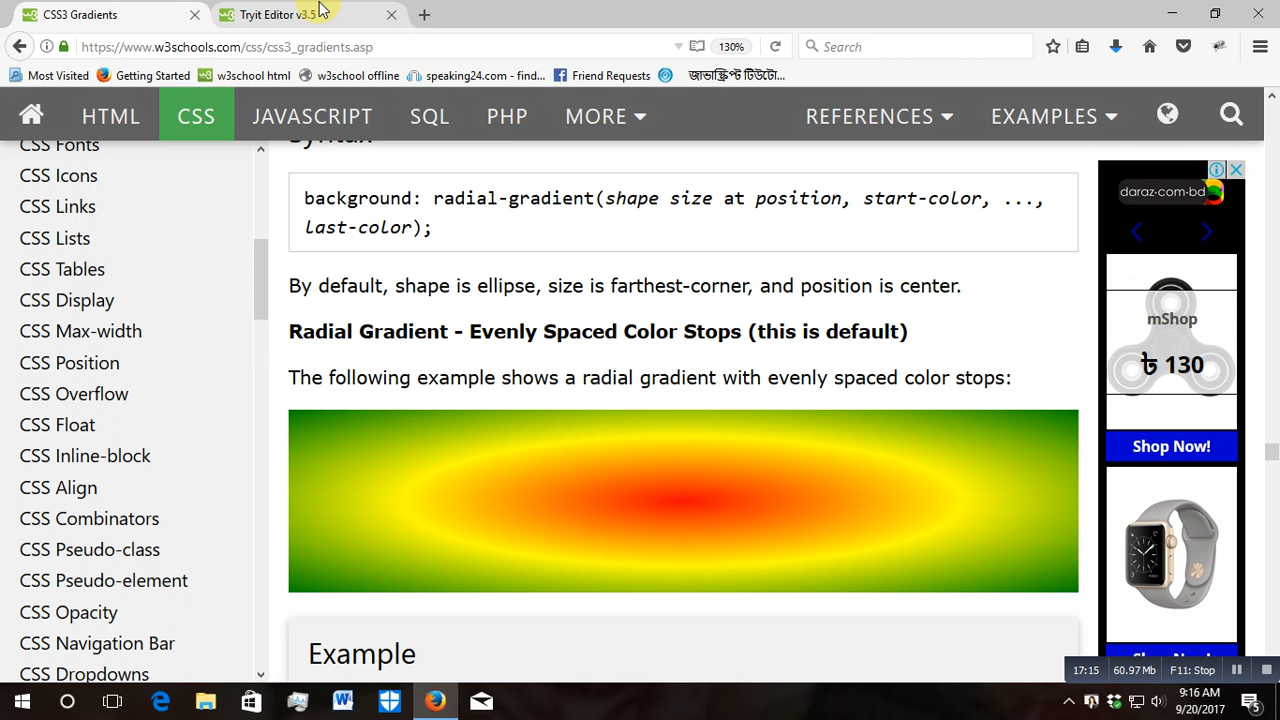 CSS3 Gradients
Tryit Editor v3.5
https://www.w3schools.com/css/css3_gradients.asp
130%
Search
Most Visited
Getting Started
w3school html
w3school offline
speaking24.com - find...
Friend Requests
জাভাস্ক্রিপ্ট টিউটো...
HTML
CSS
JAVASCRIPT
SQL
PHP
MORE
REFERENCES
EXAMPLES
CSS Fonts
CSS Icons
CSS Links
CSS Lists
CSS Tables
CSS Display
CSS Max-width
CSS Position
CSS Overflow
CSS Float
CSS Inline-block
CSS Align
CSS Combinators
CSS Pseudo-class
CSS Pseudo-element
CSS Opacity
CSS Navigation Bar
CSS Dropdowns
Syntax
background: radial-gradient(shape size at position, start-color, ...,
last-color);
By default, shape is ellipse, size is farthest-corner, and position is center.
Radial Gradient - Evenly Spaced Color Stops (this is default)
The following example shows a radial gradient with evenly spaced color stops:
Example
daraz.com.bd
mShop
৳ 130
Shop Now!
Shop Now!
17:15
60.97 Mb
F11: Stop
9:16 AM
9/20/2017
5